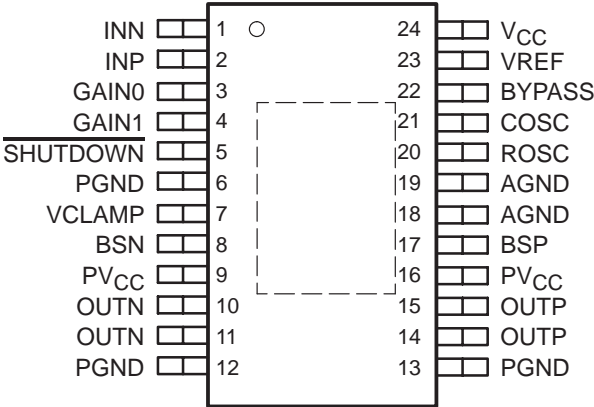 INN 1 24 VCC
INP 2 23 VREF
GAIN0 3 22 BYPASS
GAIN1 4 21 COSC
SHUTDOWN 5 20 ROSC
PGND 6 19 AGND
VCLAMP 7 18 AGND
BSN 8 17 BSP
PVCC 9 16 PVCC
OUTN 10 15 OUTP
OUTN 11 14 OUTP
PGND 12 13 PGND